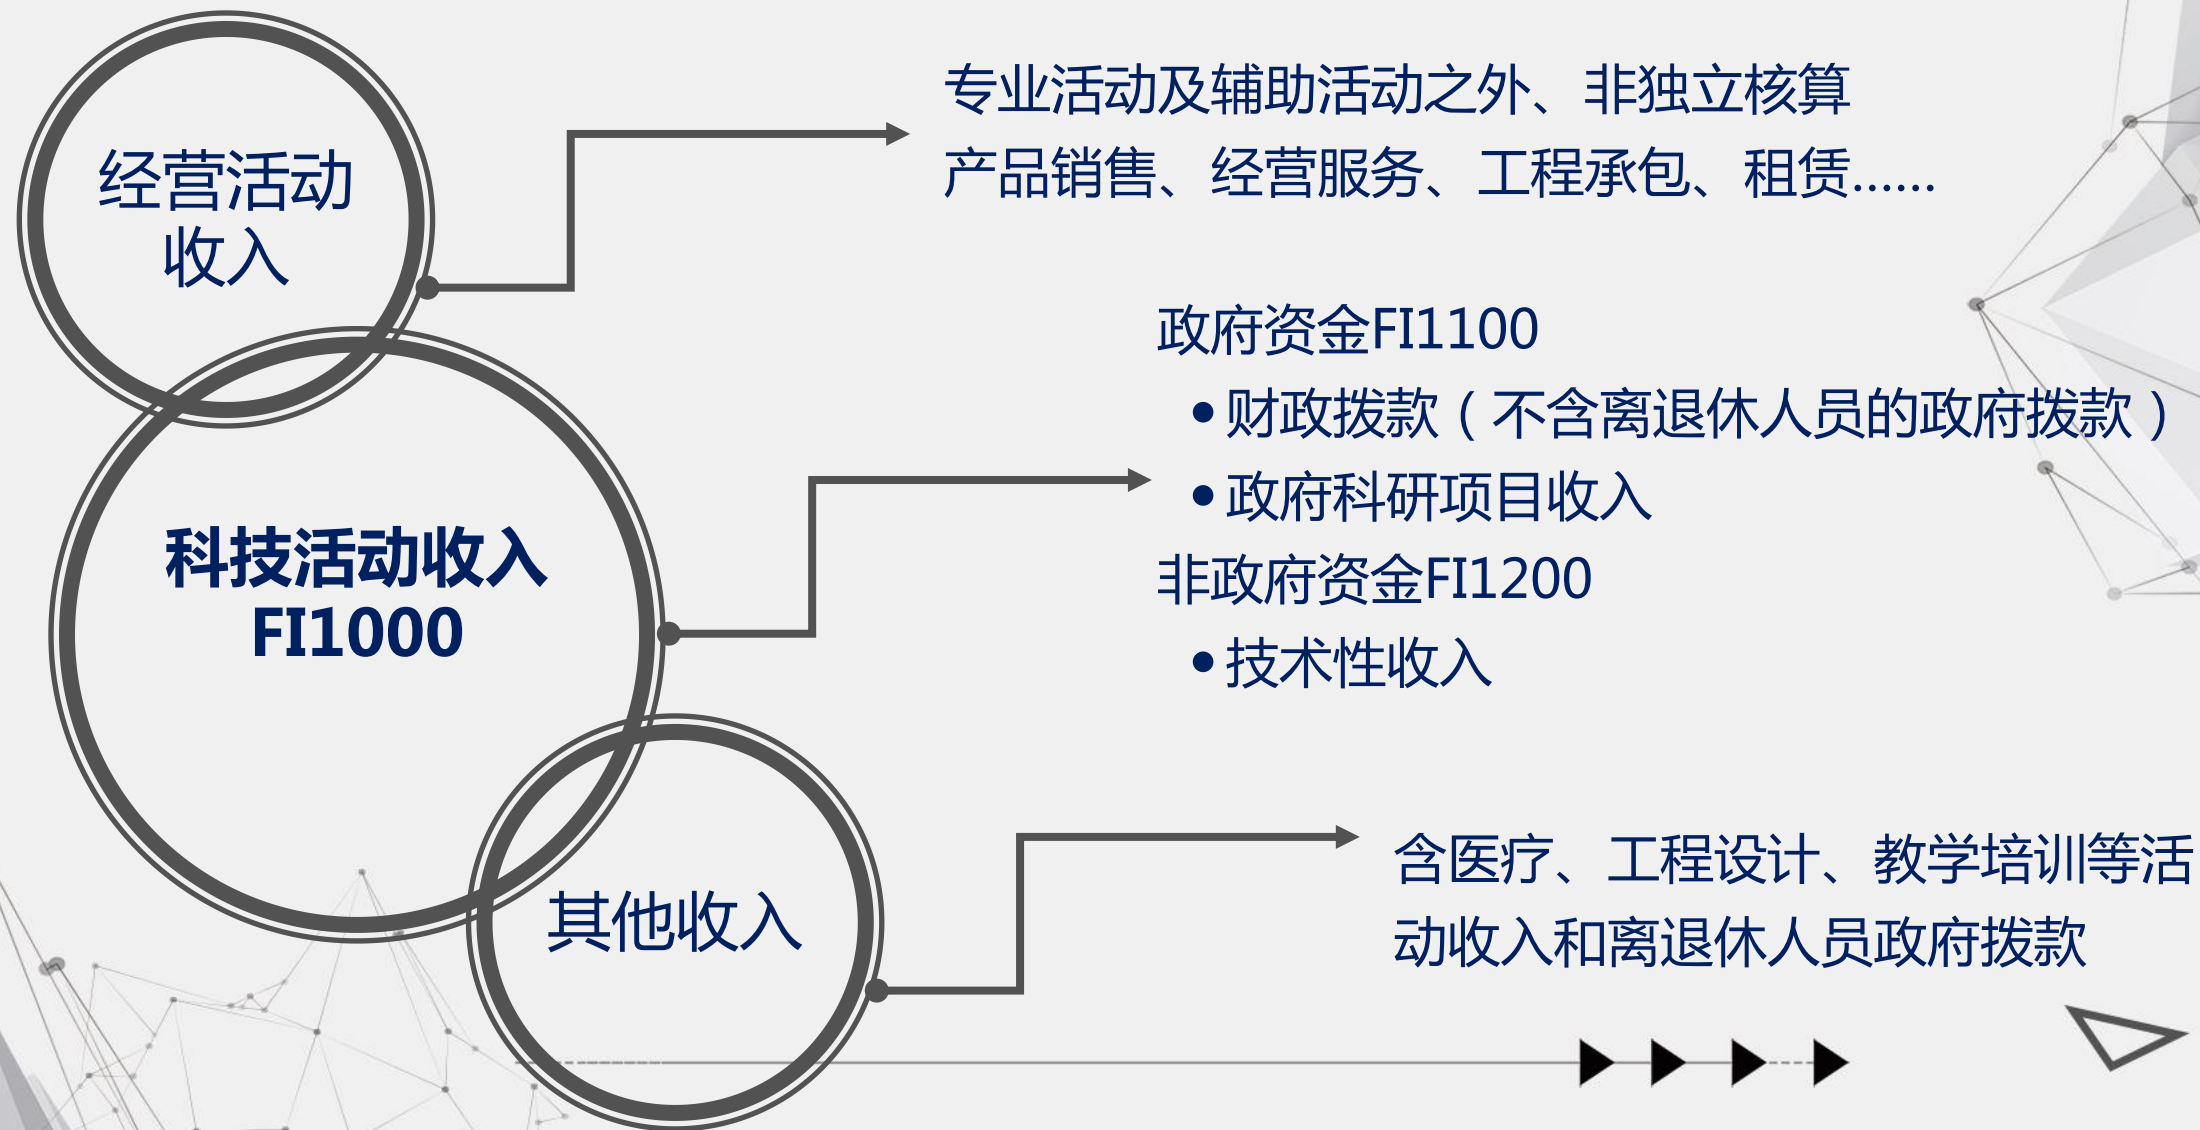 经营活动
收入
专业活动及辅助活动之外、非独立核算
产品销售、经营服务、工程承包、租赁......
科技活动收入
FI1000
政府资金FI1100
•财政拨款（不含离退休人员的政府拨款）
•政府科研项目收入
非政府资金FI1200
•技术性收入
其他收入
含医疗、工程设计、教学培训等活
动收入和离退休人员政府拨款